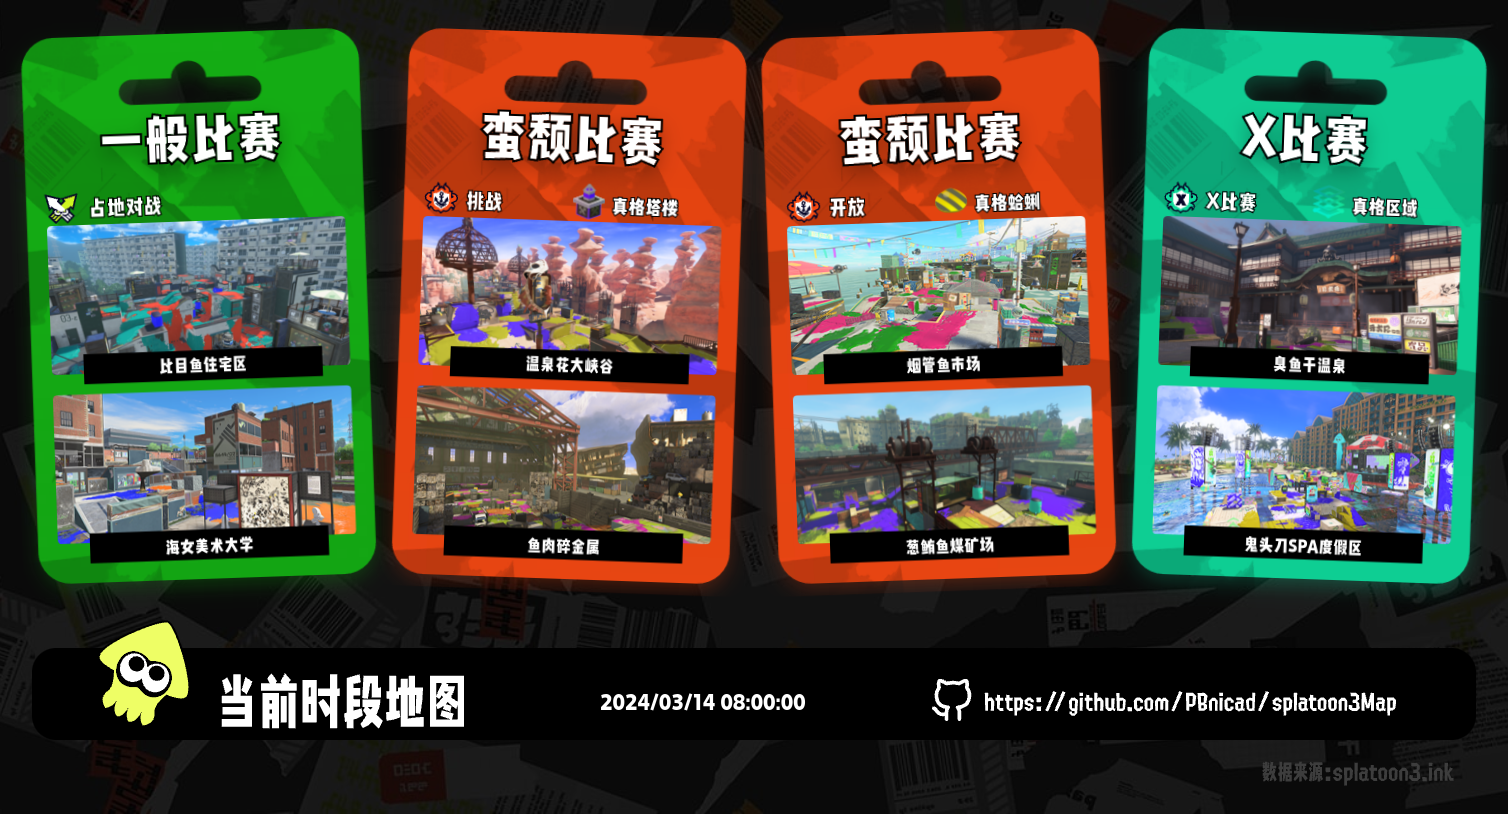 一般比赛
占地对战
比目鱼住宅区
海女美术大学
蛮颓比赛
挑战
真格塔楼
温泉花大峡谷
鱼肉碎金属
蛮颓比赛
开放
真格蛤蜊
烟管鱼市场
葱鲔鱼煤矿场
X比赛
X比赛
真格区域
臭鱼干温泉
鬼头刀SPA度假区
当前时段地图
2024/03/14 08:00:00
https://github.com/PBnicad/splatoon3Map
数据来源:splatoon3.ink